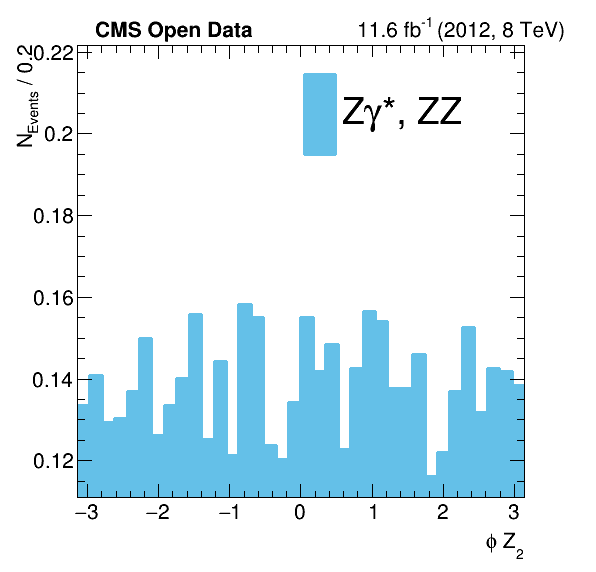 CMS Open Data 11.6 fb⁻¹ (2012, 8 TeV)
N_Events / 0.2
Zγ*, ZZ
0.22
0.2
0.18
0.16
0.14
0.12
−3 −2 −1 0 1 2 3
ϕ Z₂